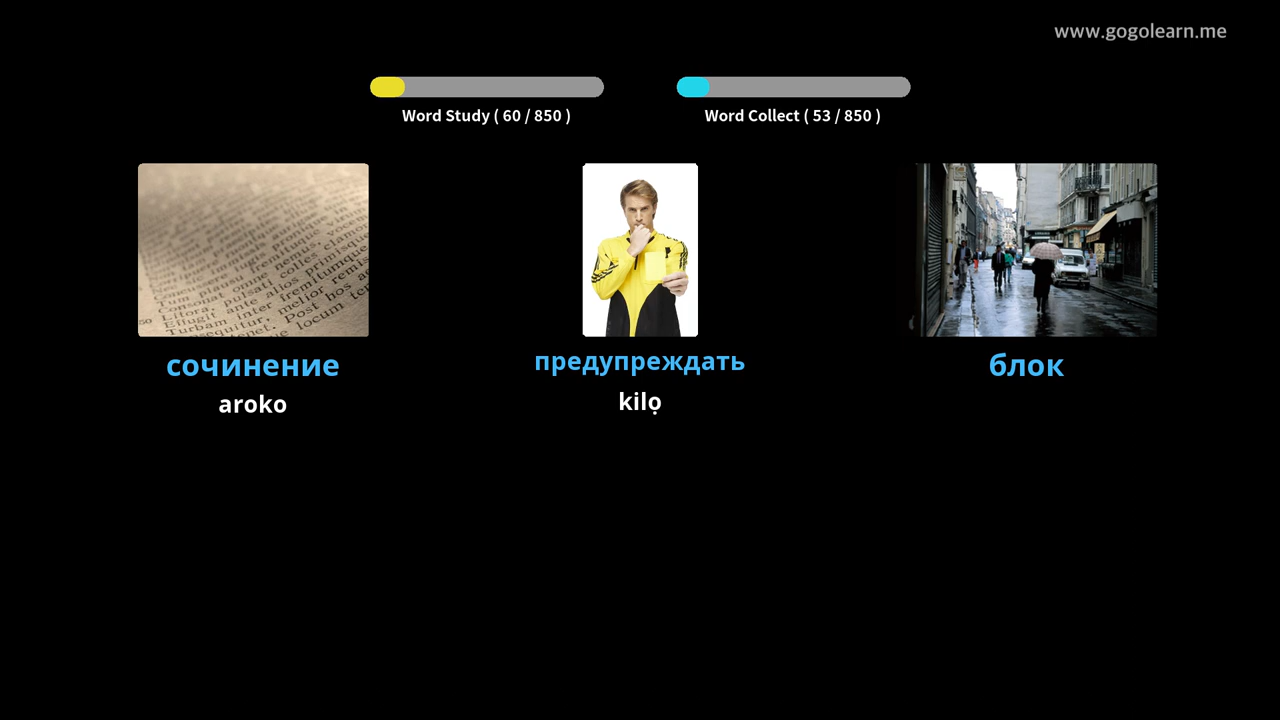 www.gogolearn.me
Word Study ( 60 / 850 )
Word Collect ( 53 / 850 )
сочинение
предупреждать
блок
aroko
kilọ